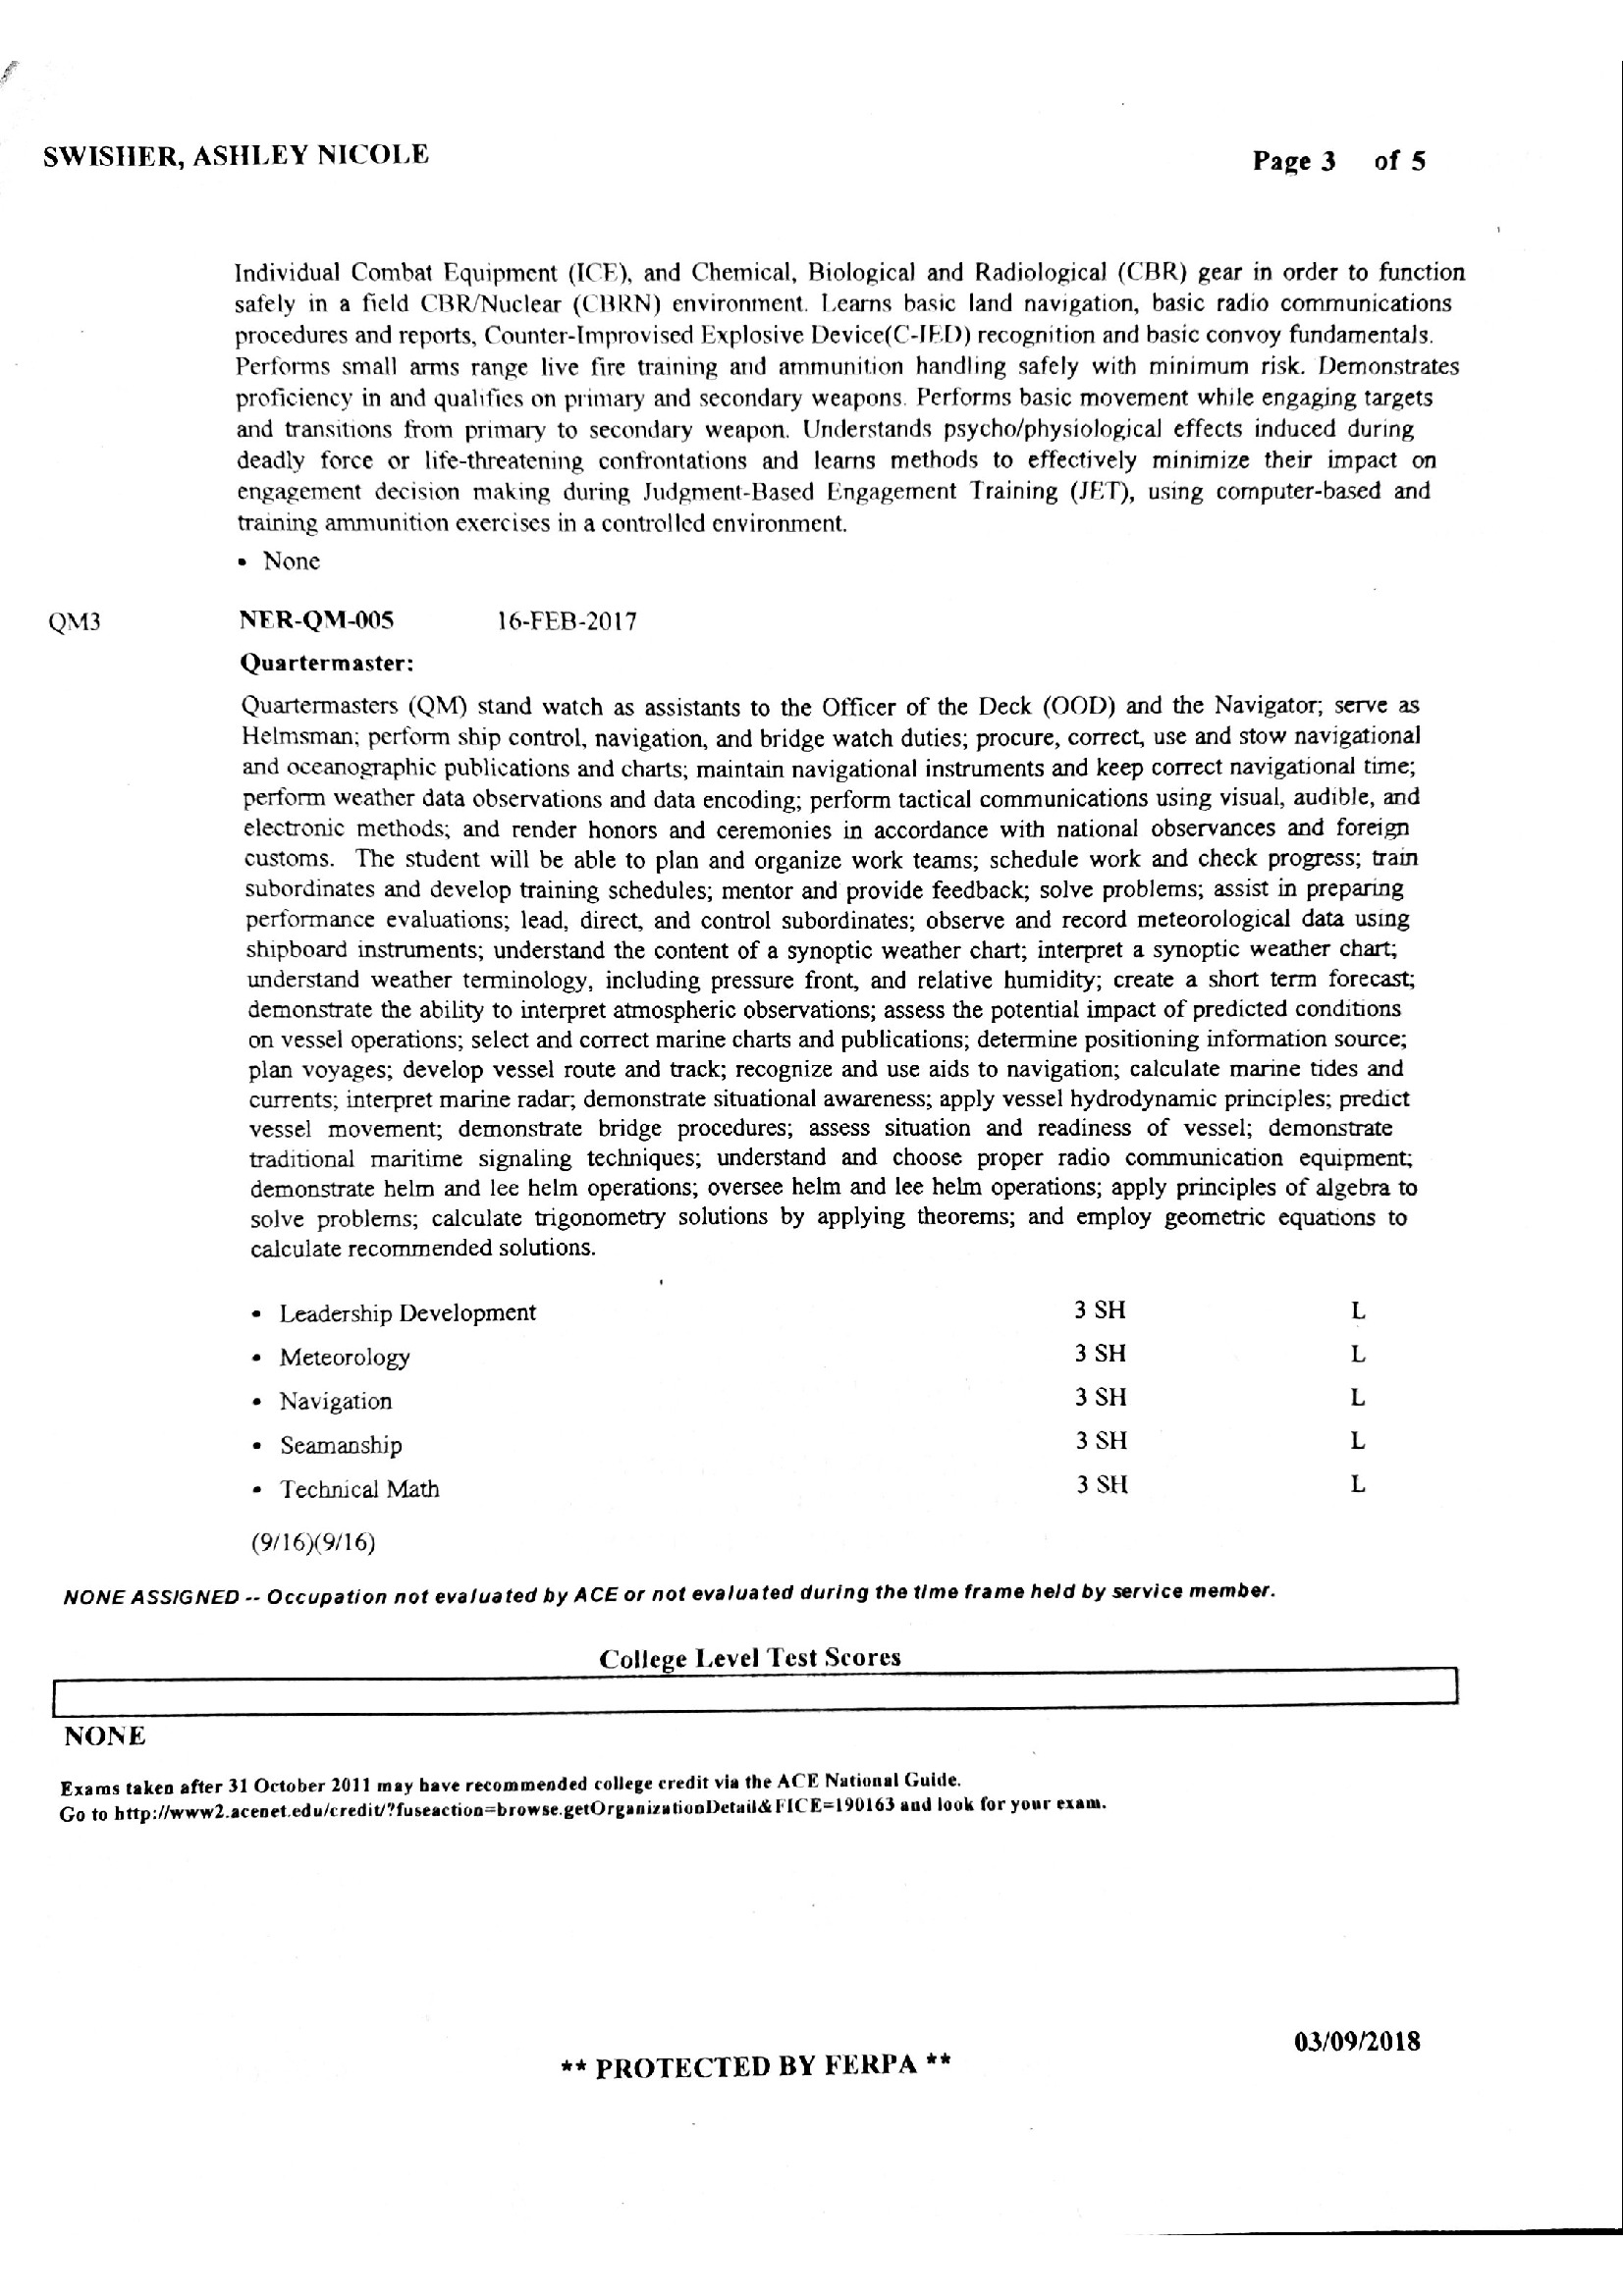 SWISHER, ASHLEY NICOLE
Page 3 of 5
Individual Combat Equipment (ICE), and Chemical, Biological and Radiological (CBR) gear in order to function
safely in a field CBR/Nuclear (CBRN) environment. Learns basic land navigation, basic radio communications
procedures and reports, Counter-Improvised Explosive Device(C-IED) recognition and basic convoy fundamentals.
Performs small arms range live fire training and ammunition handling safely with minimum risk. Demonstrates
proficiency in and qualifies on primary and secondary weapons. Performs basic movement while engaging targets
and transitions from primary to secondary weapon. Understands psycho/physiological effects induced during
deadly force or life-threatening confrontations and learns methods to effectively minimize their impact on
engagement decision making during Judgment-Based Engagement Training (JET), using computer-based and
training ammunition exercises in a controlled environment.
• None
QM3 NER-QM-005 16-FEB-2017
Quartermaster:
Quartermasters (QM) stand watch as assistants to the Officer of the Deck (OOD) and the Navigator; serve as
Helmsman; perform ship control, navigation, and bridge watch duties; procure, correct, use and stow navigational
and oceanographic publications and charts; maintain navigational instruments and keep correct navigational time;
perform weather data observations and data encoding; perform tactical communications using visual, audible, and
electronic methods; and render honors and ceremonies in accordance with national observances and foreign
customs. The student will be able to plan and organize work teams; schedule work and check progress; train
subordinates and develop training schedules; mentor and provide feedback; solve problems; assist in preparing
performance evaluations; lead, direct, and control subordinates; observe and record meteorological data using
shipboard instruments; understand the content of a synoptic weather chart; interpret a synoptic weather chart;
understand weather terminology, including pressure front, and relative humidity; create a short term forecast;
demonstrate the ability to interpret atmospheric observations; assess the potential impact of predicted conditions
on vessel operations; select and correct marine charts and publications; determine positioning information source;
plan voyages; develop vessel route and track; recognize and use aids to navigation; calculate marine tides and
currents; interpret marine radar; demonstrate situational awareness; apply vessel hydrodynamic principles; predict
vessel movement; demonstrate bridge procedures; assess situation and readiness of vessel; demonstrate
traditional maritime signaling techniques; understand and choose proper radio communication equipment;
demonstrate helm and lee helm operations; oversee helm and lee helm operations; apply principles of algebra to
solve problems; calculate trigonometry solutions by applying theorems; and employ geometric equations to
calculate recommended solutions.
• Leadership Development 3 SH L
• Meteorology 3 SH L
• Navigation 3 SH L
• Seamanship 3 SH L
• Technical Math 3 SH L
(9/16)(9/16)
NONE ASSIGNED -- Occupation not evaluated by ACE or not evaluated during the time frame held by service member.
College Level Test Scores
NONE
Exams taken after 31 October 2011 may have recommended college credit via the ACE National Guide.
Go to http://www2.acenet.edu/credit/?fuseaction=browse.getOrganizationDetail&FICE=190163 and look for your exam.
03/09/2018
** PROTECTED BY FERPA **